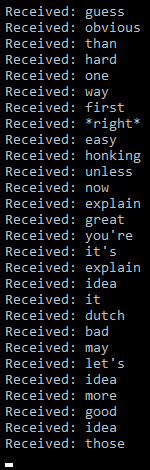 Received: guess
Received: obvious
Received: than
Received: hard
Received: one
Received: way
Received: first
Received: *right*
Received: easy
Received: honking
Received: unless
Received: now
Received: explain
Received: great
Received: you're
Received: it's
Received: explain
Received: idea
Received: it
Received: dutch
Received: bad
Received: may
Received: let's
Received: idea
Received: more
Received: good
Received: idea
Received: those